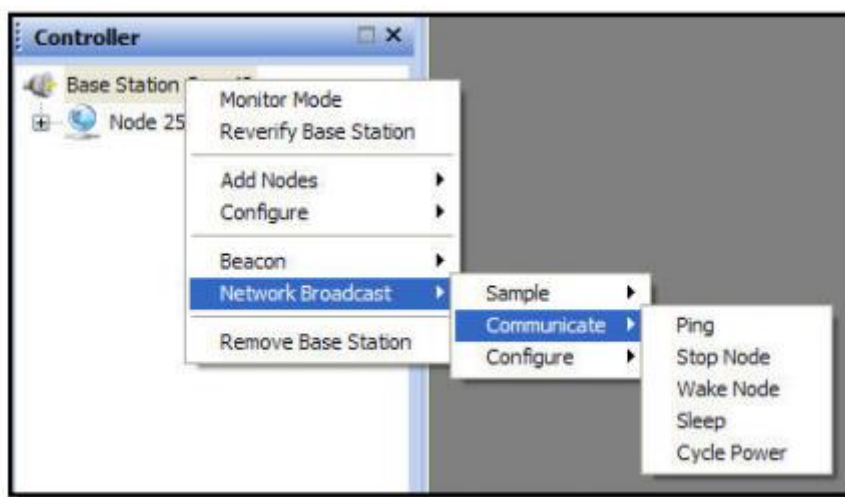 Controller
Base Station
Node 25
Monitor Mode
Reverify Base Station
Add Nodes
Configure
Beacon
Network Broadcast
Remove Base Station
Sample
Communicate
Configure
Ping
Stop Node
Wake Node
Sleep
Cycle Power